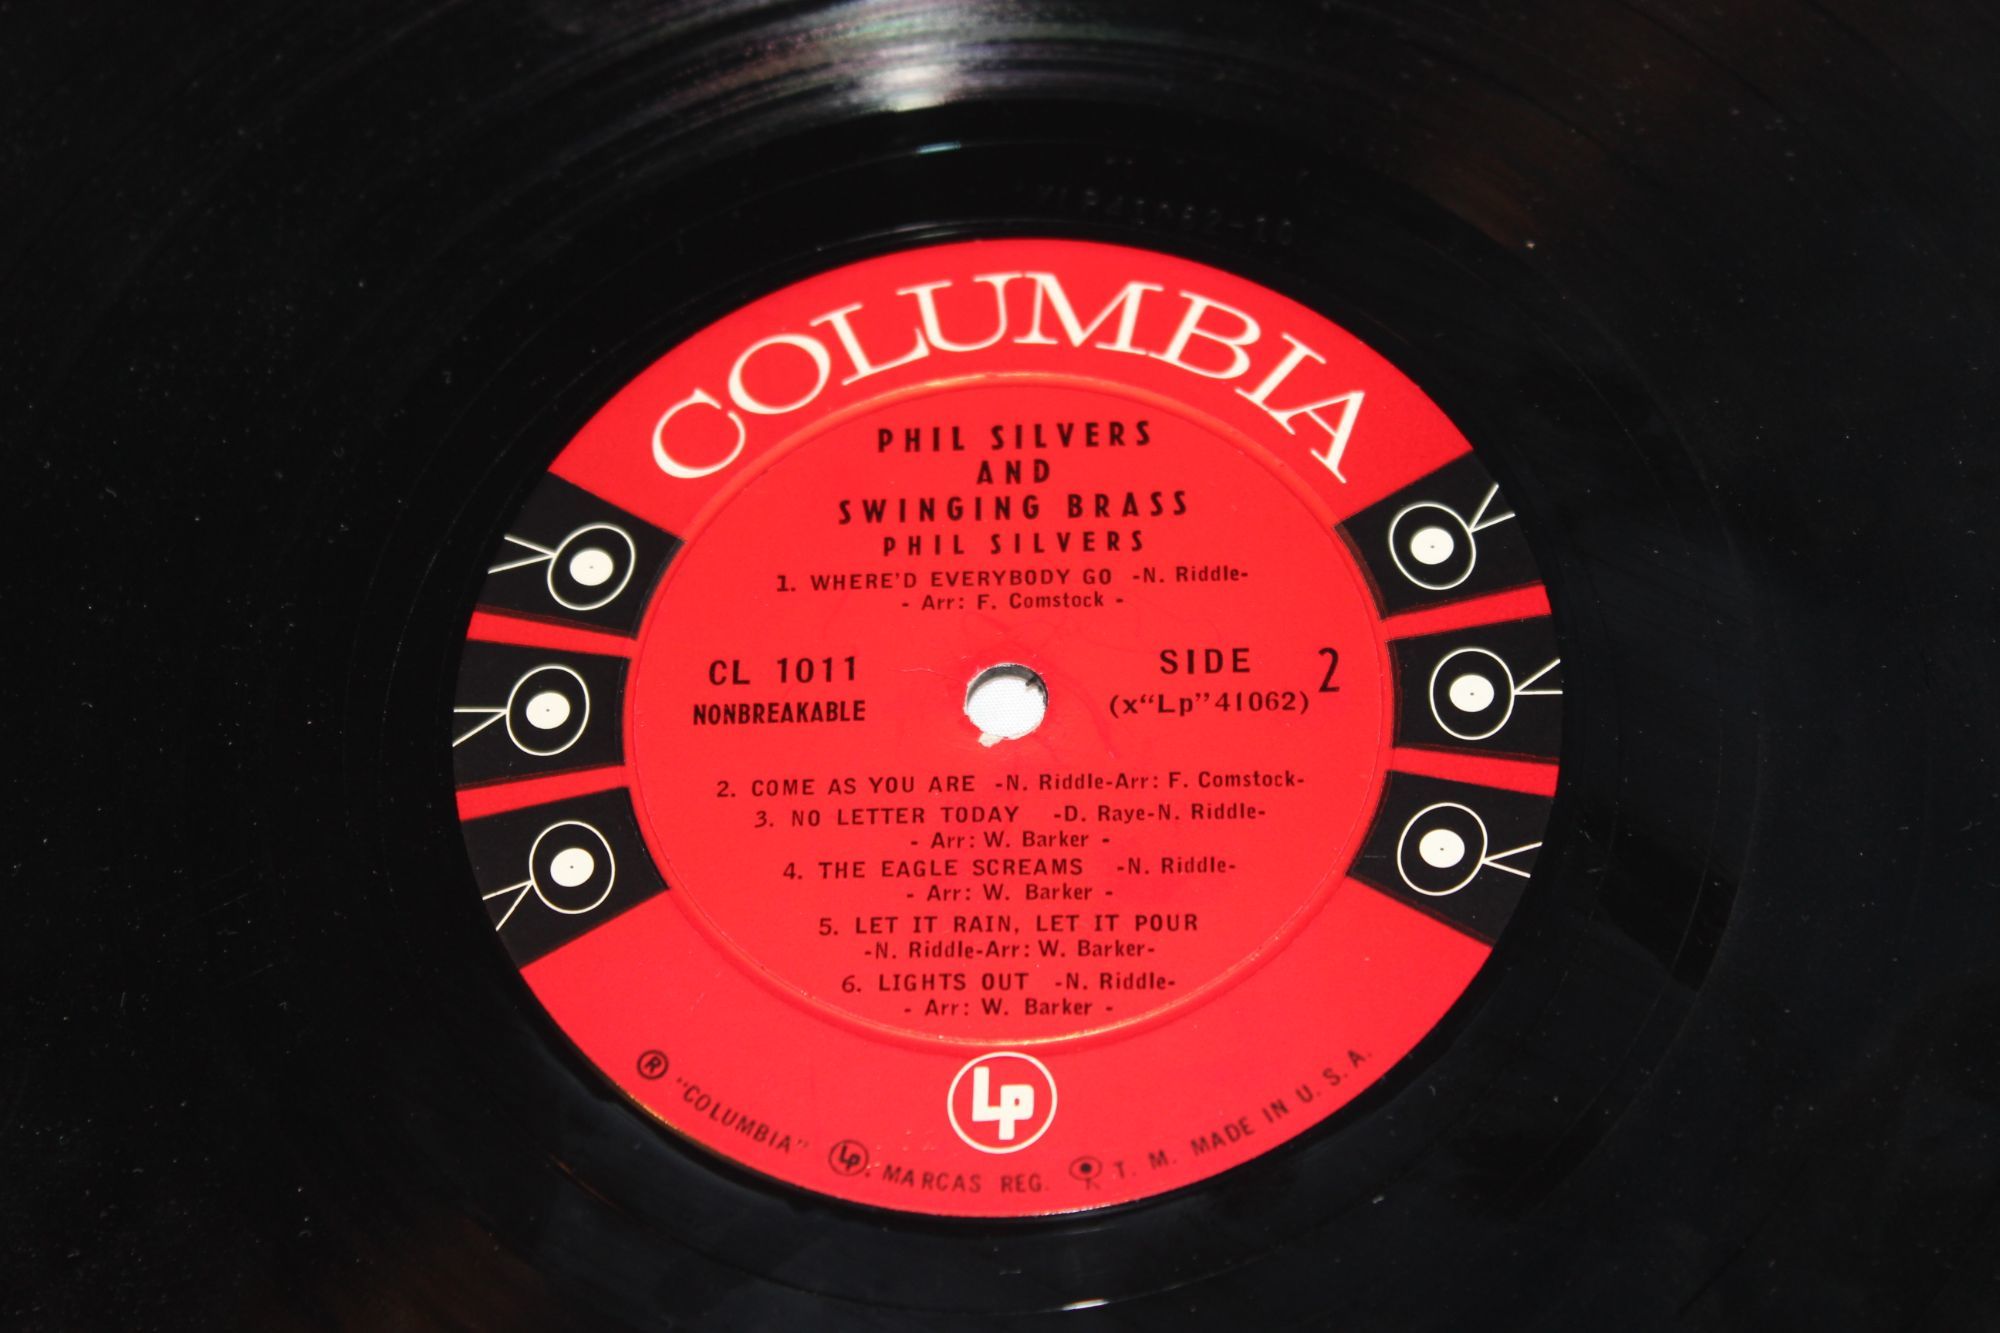 COLUMBIA
PHIL SILVERS
AND
SWINGING BRASS
PHIL SILVERS
1. WHERE'D EVERYBODY GO -N. Riddle-
- Arr: F. Comstock -
CL 1011
NONBREAKABLE
SIDE 2
(x“Lp”41062)
2. COME AS YOU ARE -N. Riddle-Arr: F. Comstock-
3. NO LETTER TODAY -D. Raye-N. Riddle-
- Arr: W. Barker -
4. THE EAGLE SCREAMS -N. Riddle-
- Arr: W. Barker -
5. LET IT RAIN, LET IT POUR
-N. Riddle-Arr: W. Barker-
6. LIGHTS OUT -N. Riddle-
- Arr: W. Barker -
Lp
® "COLUMBIA" Lp, MARCAS REG. T. M. MADE IN U. S. A.